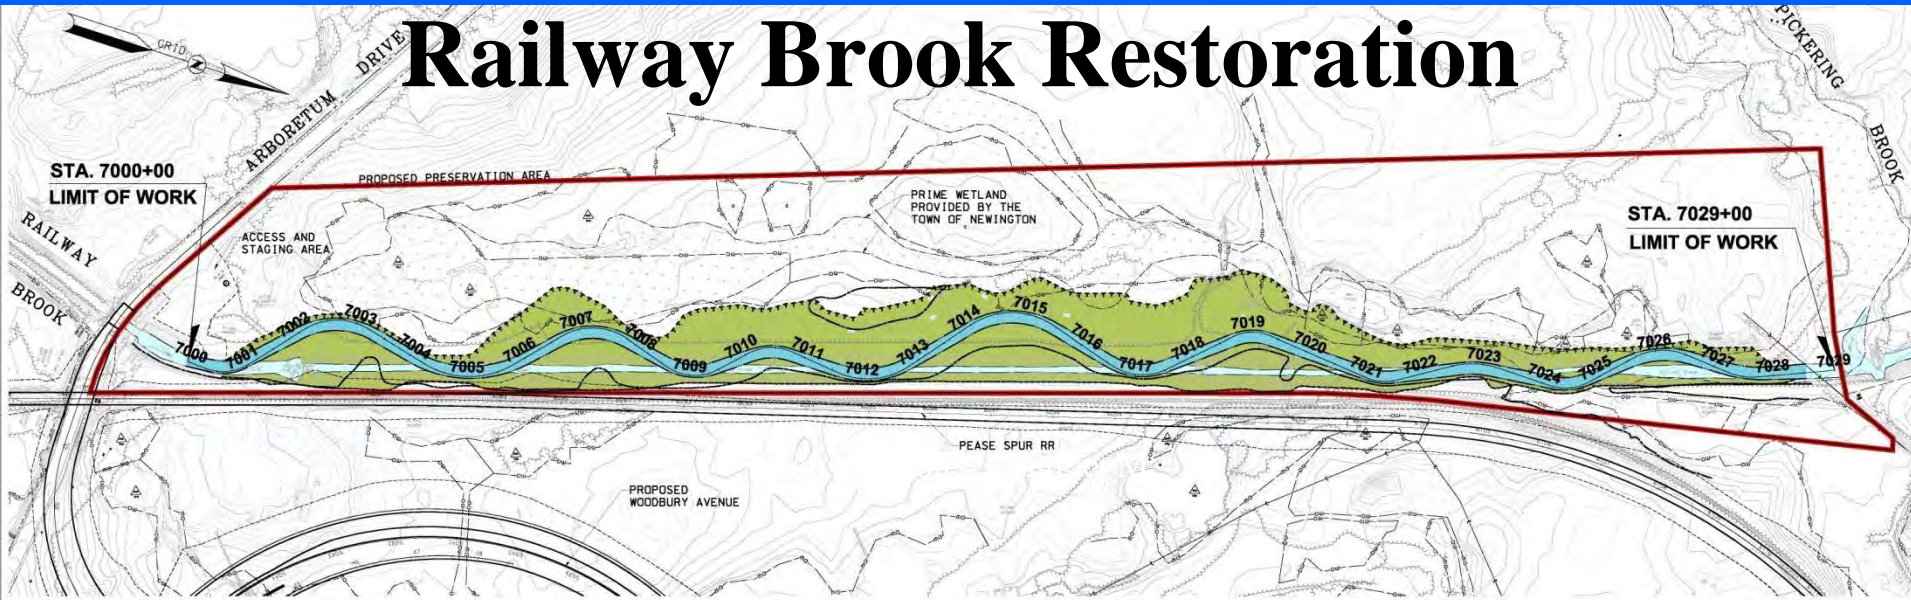 Railway Brook Restoration
GRID
N
ARBORETUM DRIVE
PICKERING
BROOK
STA. 7000+00
LIMIT OF WORK
RAILWAY
BROOK
PROPOSED PRESERVATION AREA
ACCESS AND
STAGING AREA
PRIME WETLAND
PROVIDED BY THE
TOWN OF NEWINGTON
STA. 7029+00
LIMIT OF WORK
7000
7001
7002
7003
7004
7005
7006
7007
7008
7009
7010
7011
7012
7013
7014
7015
7016
7017
7018
7019
7020
7021
7022
7023
7024
7025
7026
7027
7028
7029
PEASE SPUR RR
PROPOSED
WOODBURY AVENUE